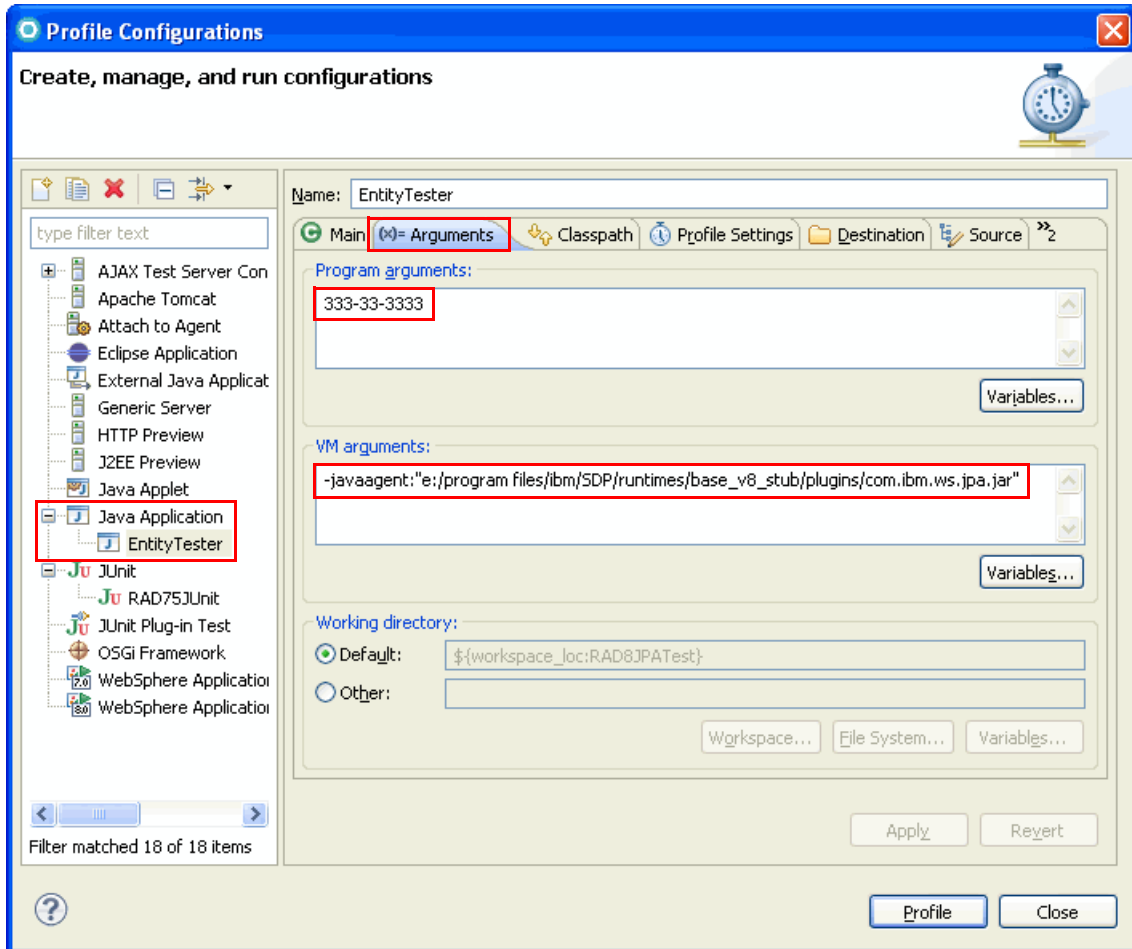 Profile Configurations
Create, manage, and run configurations
type filter text
AJAX Test Server Con
Apache Tomcat
Attach to Agent
Eclipse Application
External Java Applicat
Generic Server
HTTP Preview
J2EE Preview
Java Applet
Java Application
EntityTester
JUnit
RAD75JUnit
JUnit Plug-in Test
OSGi Framework
WebSphere Application
WebSphere Application
Filter matched 18 of 18 items
Name: EntityTester
Main (x)= Arguments Classpath Profile Settings Destination Source »2
Program arguments:
333-33-3333
Variables...
VM arguments:
-javaagent:"e:/program files/ibm/SDP/runtimes/base_v8_stub/plugins/com.ibm.ws.jpa.jar"
Variables...
Working directory:
Default: ${workspace_loc:RAD8JPATest}
Other:
Workspace... File System... Variables...
Apply Revert
Profile Close